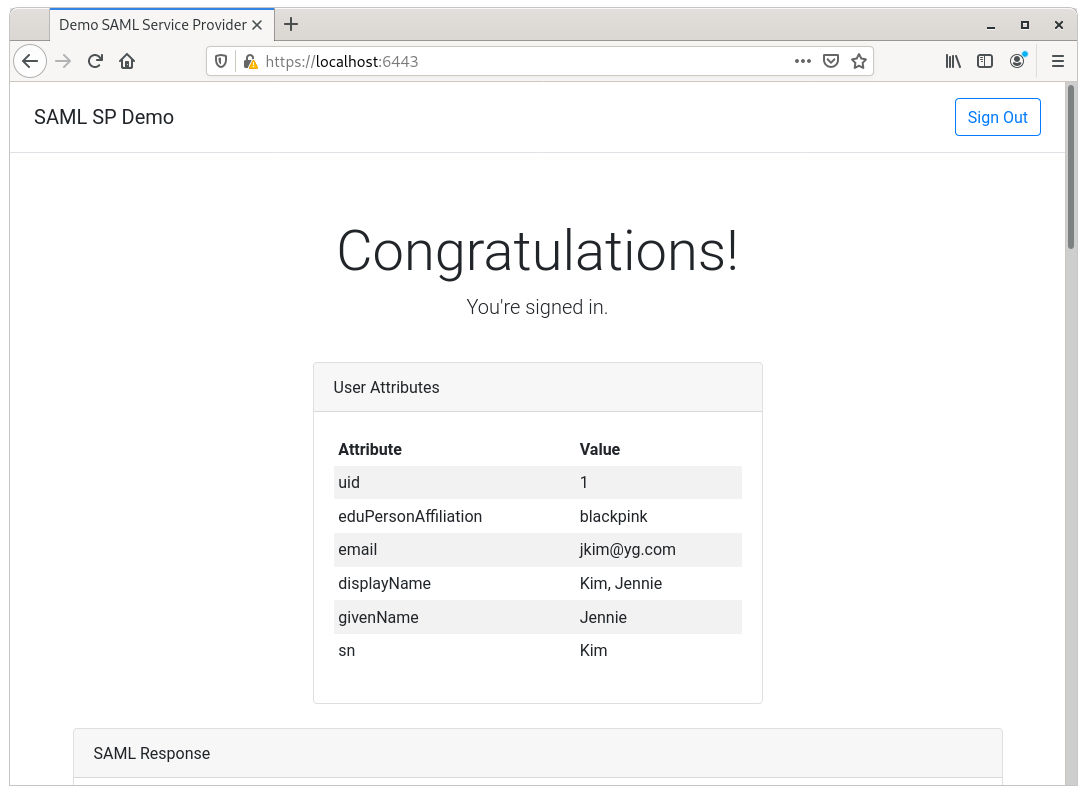 Demo SAML Service Provider
https://localhost:6443
SAML SP Demo
Sign Out
Congratulations!
You're signed in.
User Attributes
Attribute Value
uid 1
eduPersonAffiliation blackpink
email jkim@yg.com
displayName Kim, Jennie
givenName Jennie
sn Kim
SAML Response